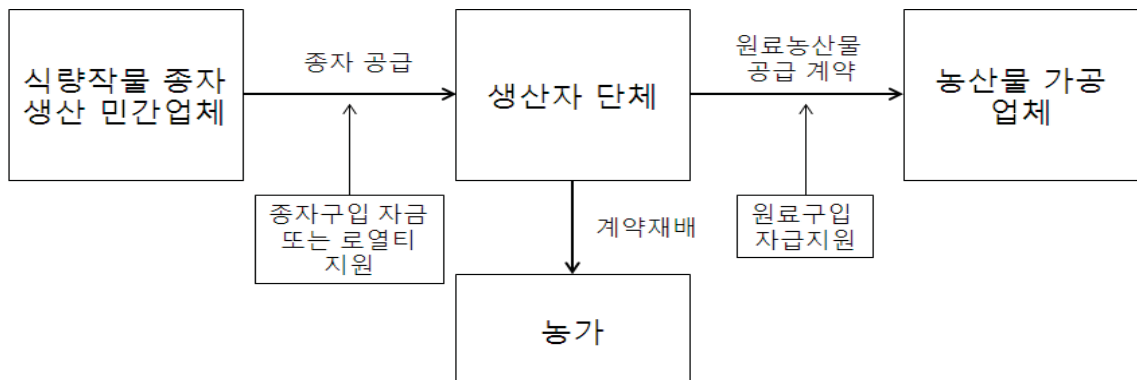 식량작물 종자
생산 민간업체
종자 공급
생산자 단체
원료농산물
공급 계약
농산물 가공
업체
종자구입 자금
또는 로열티
지원
계약재배
원료구입
자급지원
농가